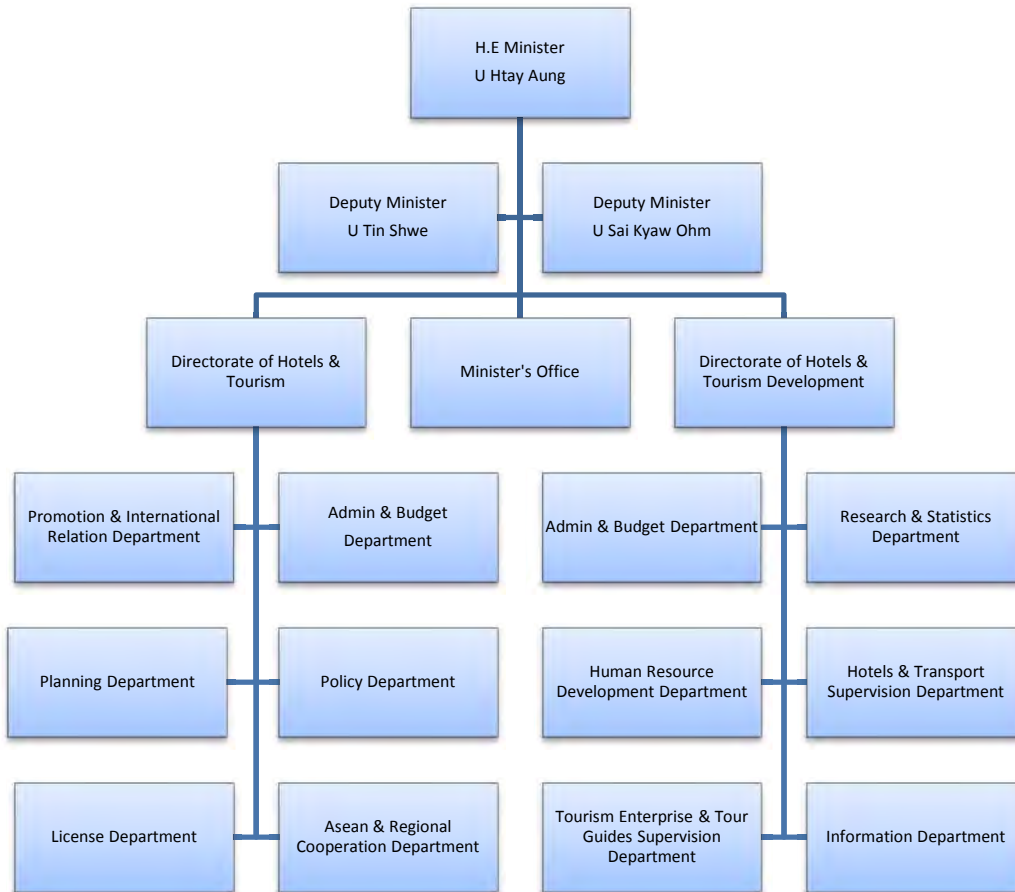 H.E Minister
U Htay Aung
Deputy Minister
U Tin Shwe
Deputy Minister
U Sai Kyaw Ohm
Directorate of Hotels &
Tourism
Minister's Office
Directorate of Hotels &
Tourism Development
Promotion & International
Relation Department
Admin & Budget
Department
Admin & Budget Department
Research & Statistics
Department
Planning Department
Policy Department
Human Resource
Development Department
Hotels & Transport
Supervision Department
License Department
Asean & Regional
Cooperation Department
Tourism Enterprise & Tour
Guides Supervision
Department
Information Department